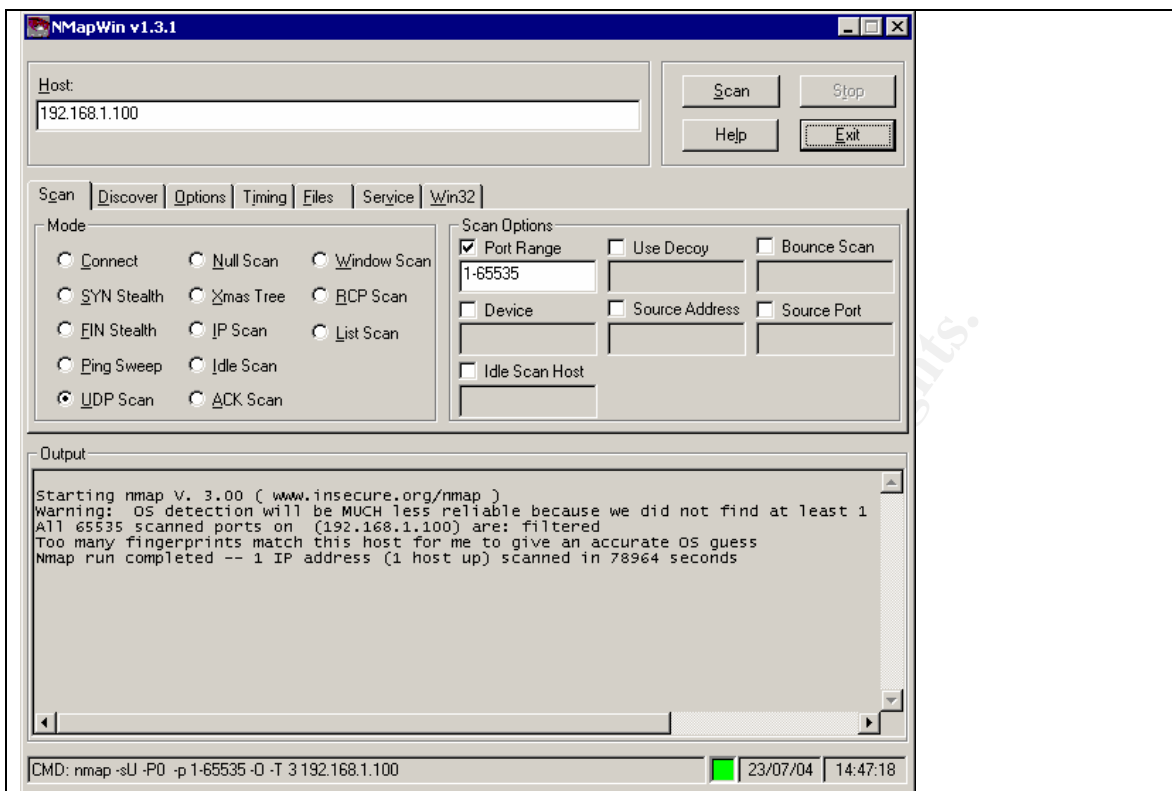 NMapWin v1.3.1
Host:
192.168.1.100
Scan
Stop
Help
Exit
Scan Discover Options Timing Files Service Win32
Mode
Connect Null Scan Window Scan
SYN Stealth Xmas Tree RCP Scan
FIN Stealth IP Scan List Scan
Ping Sweep Idle Scan
UDP Scan ACK Scan
Scan Options
Port Range Use Decoy Bounce Scan
1-65535
Device Source Address Source Port
Idle Scan Host
Output
Starting nmap V. 3.00 ( www.insecure.org/nmap )
Warning: OS detection will be MUCH less reliable because we did not find at least 1
All 65535 scanned ports on (192.168.1.100) are: filtered
Too many fingerprints match this host for me to give an accurate OS guess
Nmap run completed -- 1 IP address (1 host up) scanned in 78964 seconds
CMD: nmap -sU -P0 -p 1-65535 -O -T 3 192.168.1.100
23/07/04 14:47:18